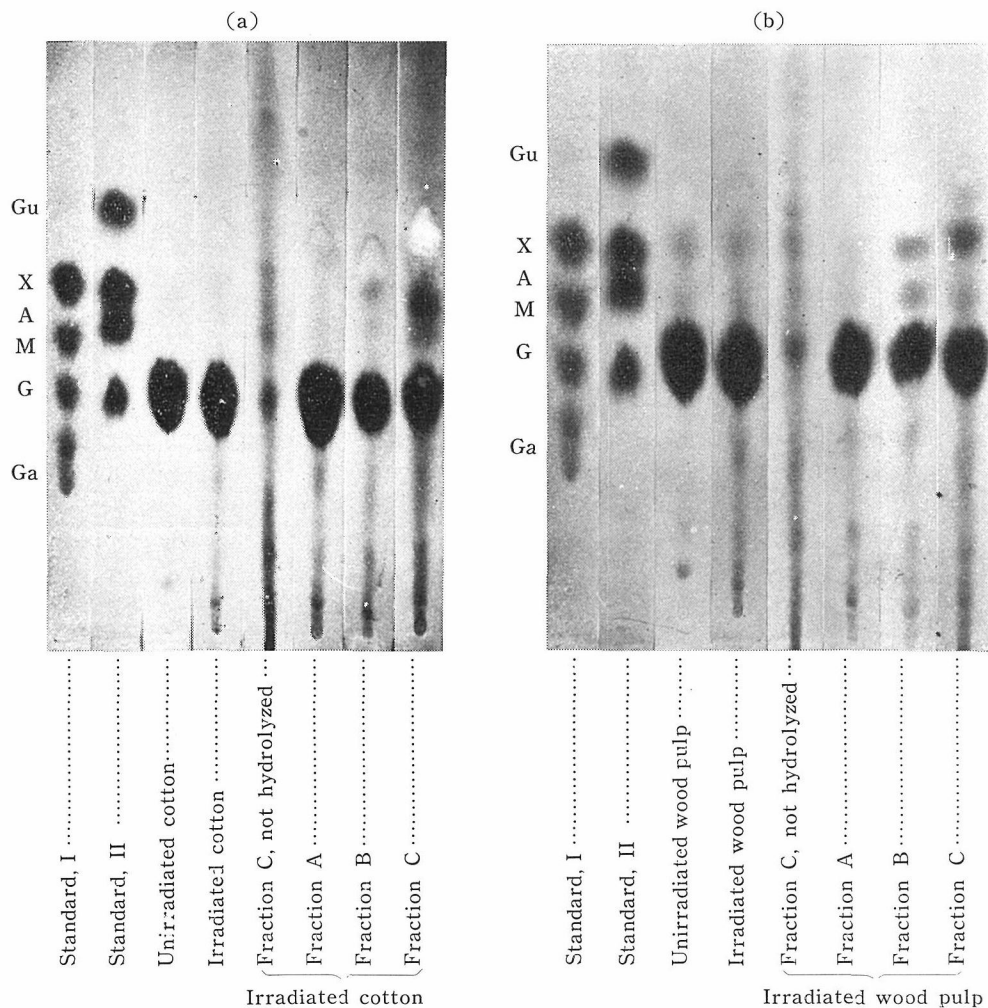 (a)
Gu
X
A
M
G
Ga
Standard, I
Standard, II
Unirradiated cotton
Irradiated cotton
Fraction C, not hydrolyzed
Fraction A
Fraction B
Fraction C
Irradiated cotton
(b)
Gu
X
A
M
G
Ga
Standard, I
Standard, II
Unirradiated wood pulp
Irradiated wood pulp
Fraction C, not hydrolyzed
Fraction A
Fraction B
Fraction C
Irradiated wood pulp